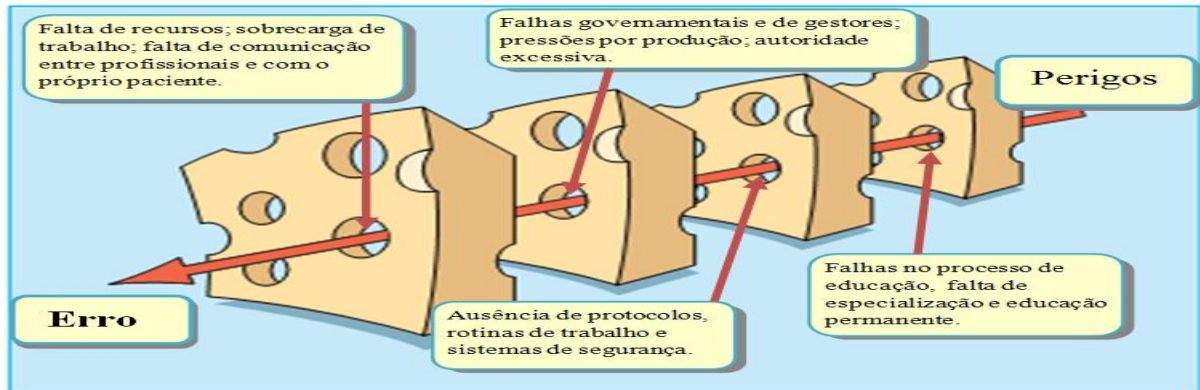 Falta de recursos; sobrecarga de
trabalho; falta de comunicação
entre profissionais e com o
próprio paciente.
Falhas governamentais e de gestores;
pressões por produção; autoridade
excessiva.
Perigos
Erro
Ausência de protocolos,
rotinas de trabalho e
sistemas de segurança.
Falhas no processo de
educação, falta de
especialização e educação
permanente.